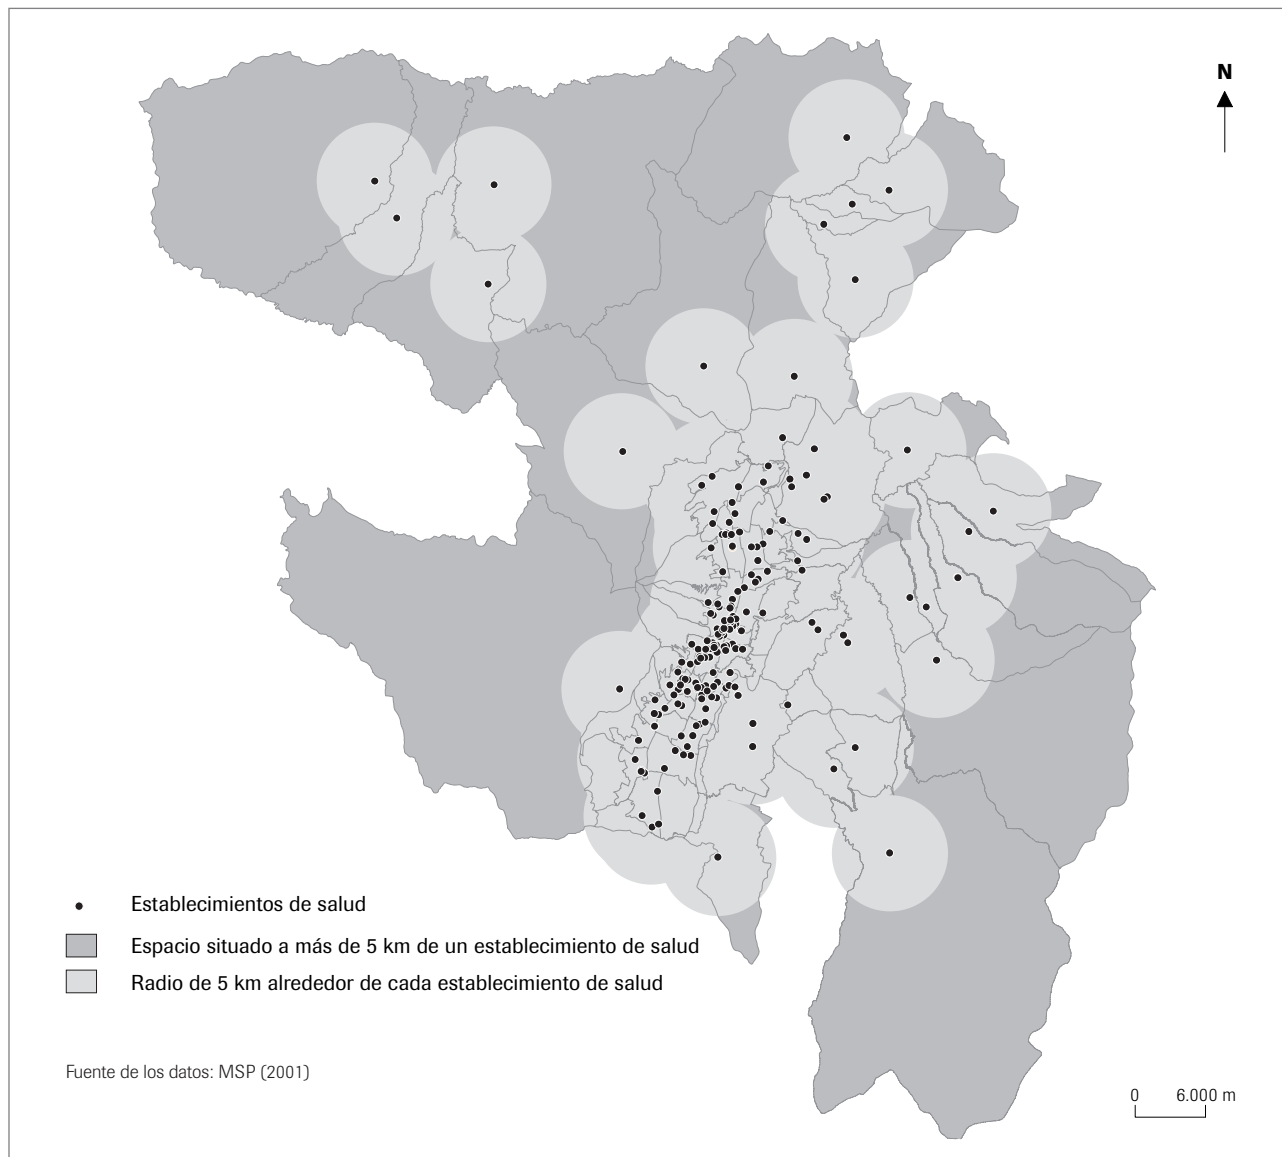 N
Establecimientos de salud
Espacio situado a más de 5 km de un establecimiento de salud
Radio de 5 km alrededor de cada establecimiento de salud
Fuente de los datos: MSP (2001)
0 6.000 m